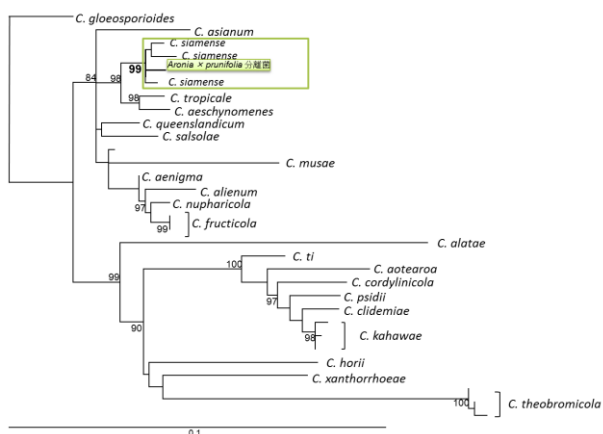 C. gloeosporioides
C. asianum
C. siamense
C. siamense
99
Aronia × prunifolia 分離菌
84
98
C. siamense
98
C. tropicale
C. aeschynomenes
C. queenslandicum
C. salsolae
C. musae
C. aenigma
C. alienum
97
C. nupharicola
99
C. fructicola
C. alatae
C. ti
100
C. aotearoa
99
C. cordylinicola
97
C. psidii
C. clidemiae
90
98
C. kahawae
C. horii
C. xanthorrhoeae
100
C. theobromicola
0.1